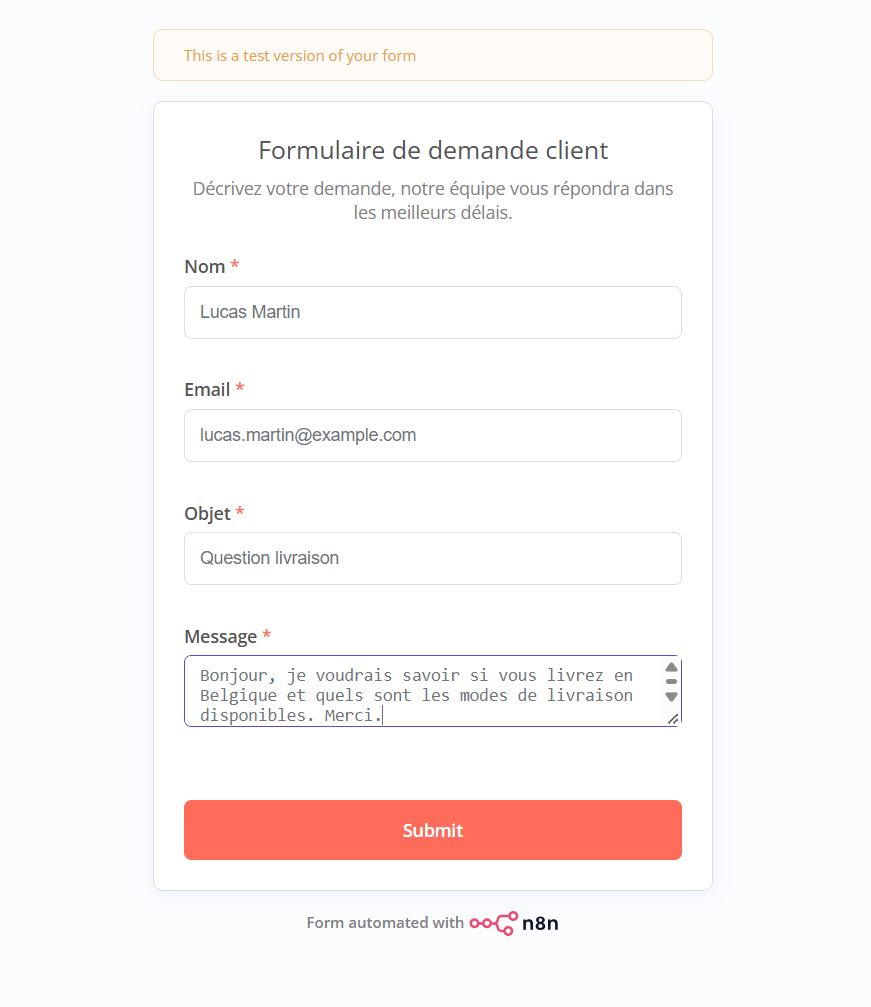 This is a test version of your form
Formulaire de demande client
Décrivez votre demande, notre équipe vous répondra dans
les meilleurs délais.
Nom *
Lucas Martin
Email *
lucas.martin@example.com
Objet *
Question livraison
Message *
Bonjour, je voudrais savoir si vous livrez en
Belgique et quels sont les modes de livraison
disponibles. Merci.
Submit
Form automated with n8n